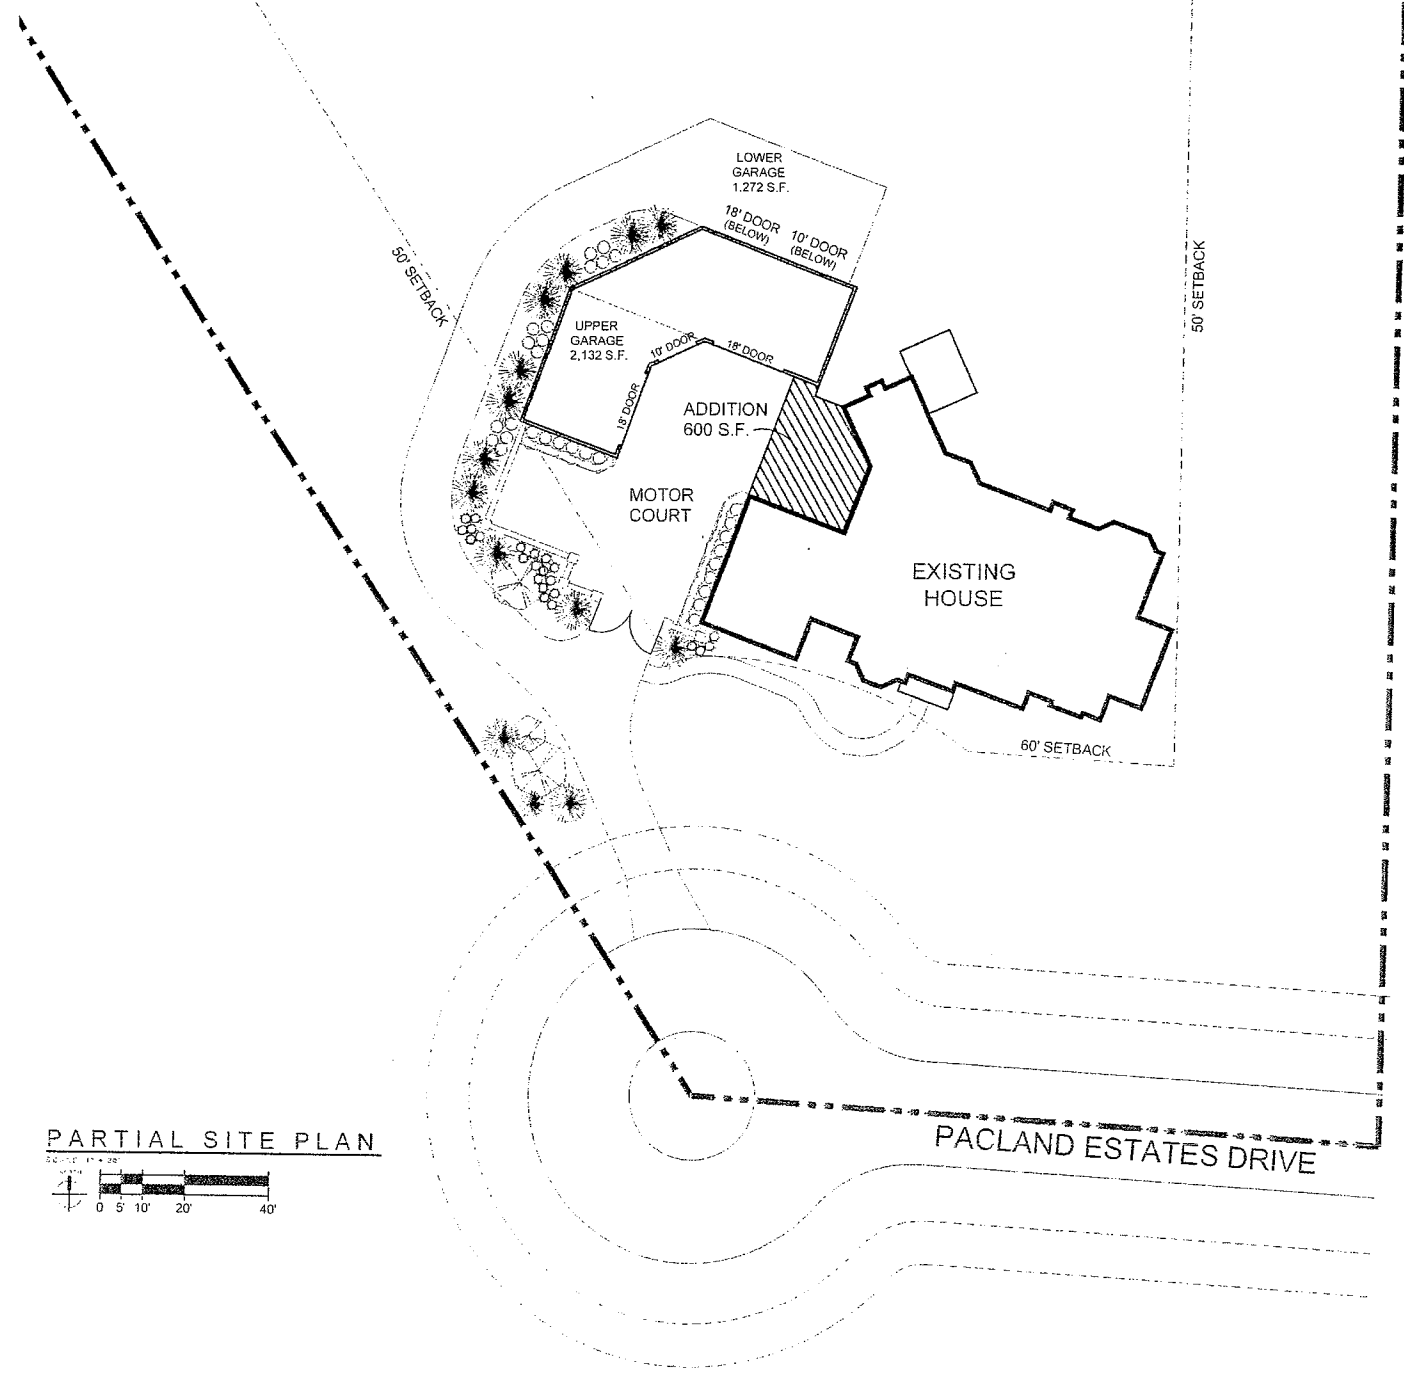 LOWER
GARAGE
1.272 S.F.
18' DOOR
(BELOW)
10' DOOR
(BELOW)
50' SETBACK
50' SETBACK
UPPER
GARAGE
2,132 S.F.
10' DOOR
18' DOOR
18' DOOR
ADDITION
600 S.F.
MOTOR
COURT
EXISTING
HOUSE
60' SETBACK
PACLAND ESTATES DRIVE
PARTIAL SITE PLAN
0 5' 10' 20' 40'